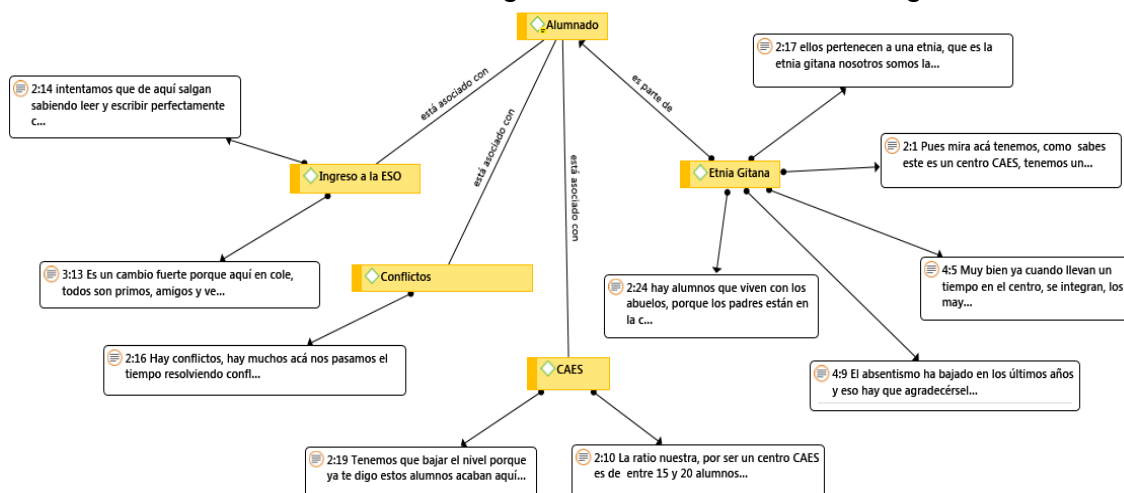 Alumnado
2:17 ellos pertenecen a una etnia, que es la
etnia gitana nosotros somos la...
es parte de
está asociado con
está asociado con
está asociado con
2:14 intentamos que de aquí salgan
sabiendo leer y escribir perfectamente
c...
2:1 Pues mira acá tenemos, como sabes
este es un centro CAES, tenemos un...
Ingreso a la ESO
Etnia Gitana
3:13 Es un cambio fuerte porque aquí en cole,
todos son primos, amigos y ve...
Conflictos
2:24 hay alumnos que viven con los
abuelos, porque los padres están en
la c...
4:5 Muy bien ya cuando llevan un
tiempo en el centro, se integran, los
may...
2:16 Hay conflictos, hay muchos acá nos pasamos el
tiempo resolviendo confl...
CAES
4:9 El absentismo ha bajado en los últimos años
y eso hay que agradecérsel...
2:19 Tenemos que bajar el nivel porque
ya te digo estos alumnos acaban aquí...
2:10 La ratio nuestra, por ser un centro CAES
es de entre 15 y 20 alumnos...